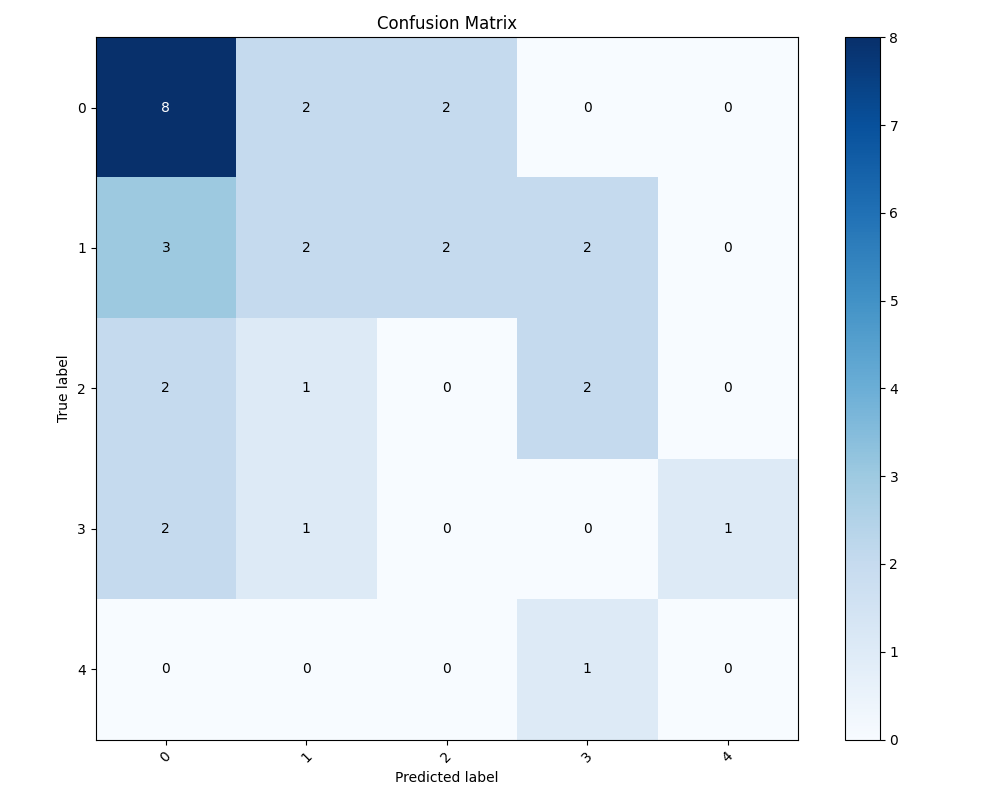 Confusion Matrix
0 8 2 2 0 0
1 3 2 2 2 0
2 2 1 0 2 0
3 2 1 0 0 1
4 0 0 0 1 0
0 1 2 3 4
True label
Predicted label
8
7
6
5
4
3
2
1
0